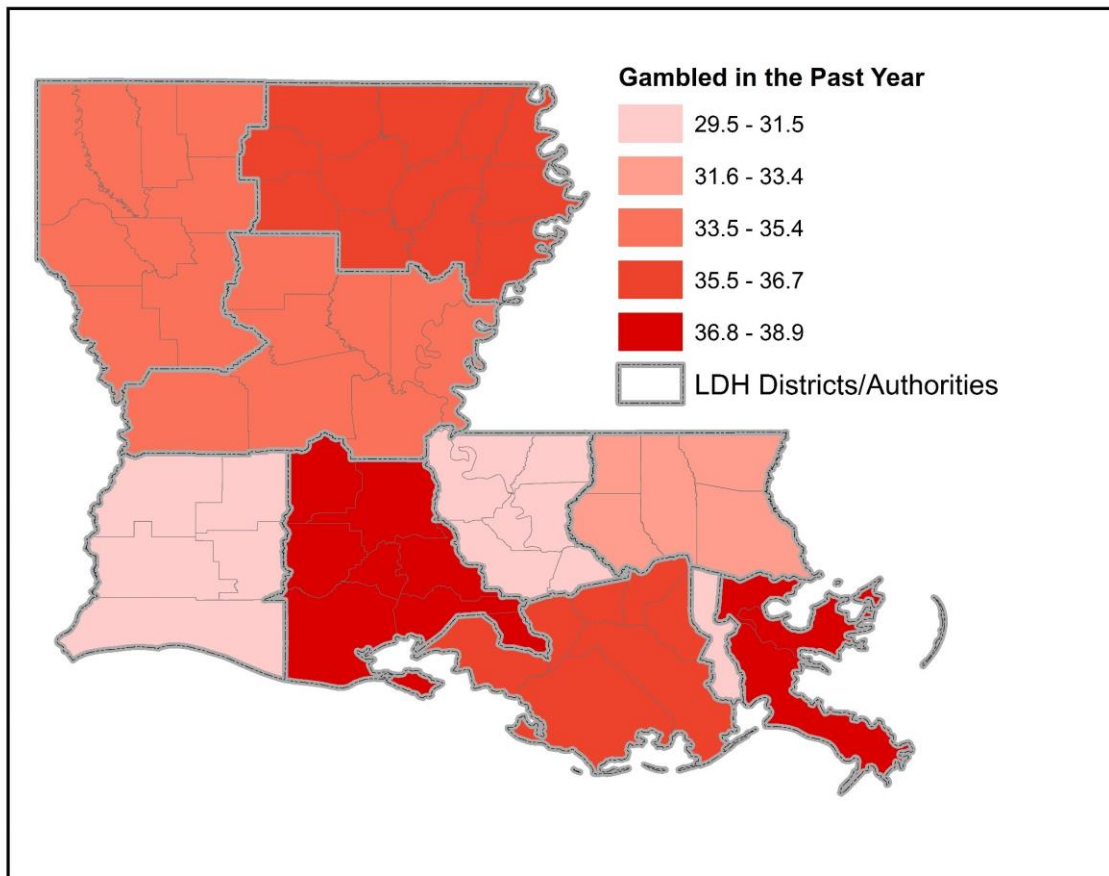 Gambled in the Past Year
29.5 - 31.5
31.6 - 33.4
33.5 - 35.4
35.5 - 36.7
36.8 - 38.9
LDH Districts/Authorities